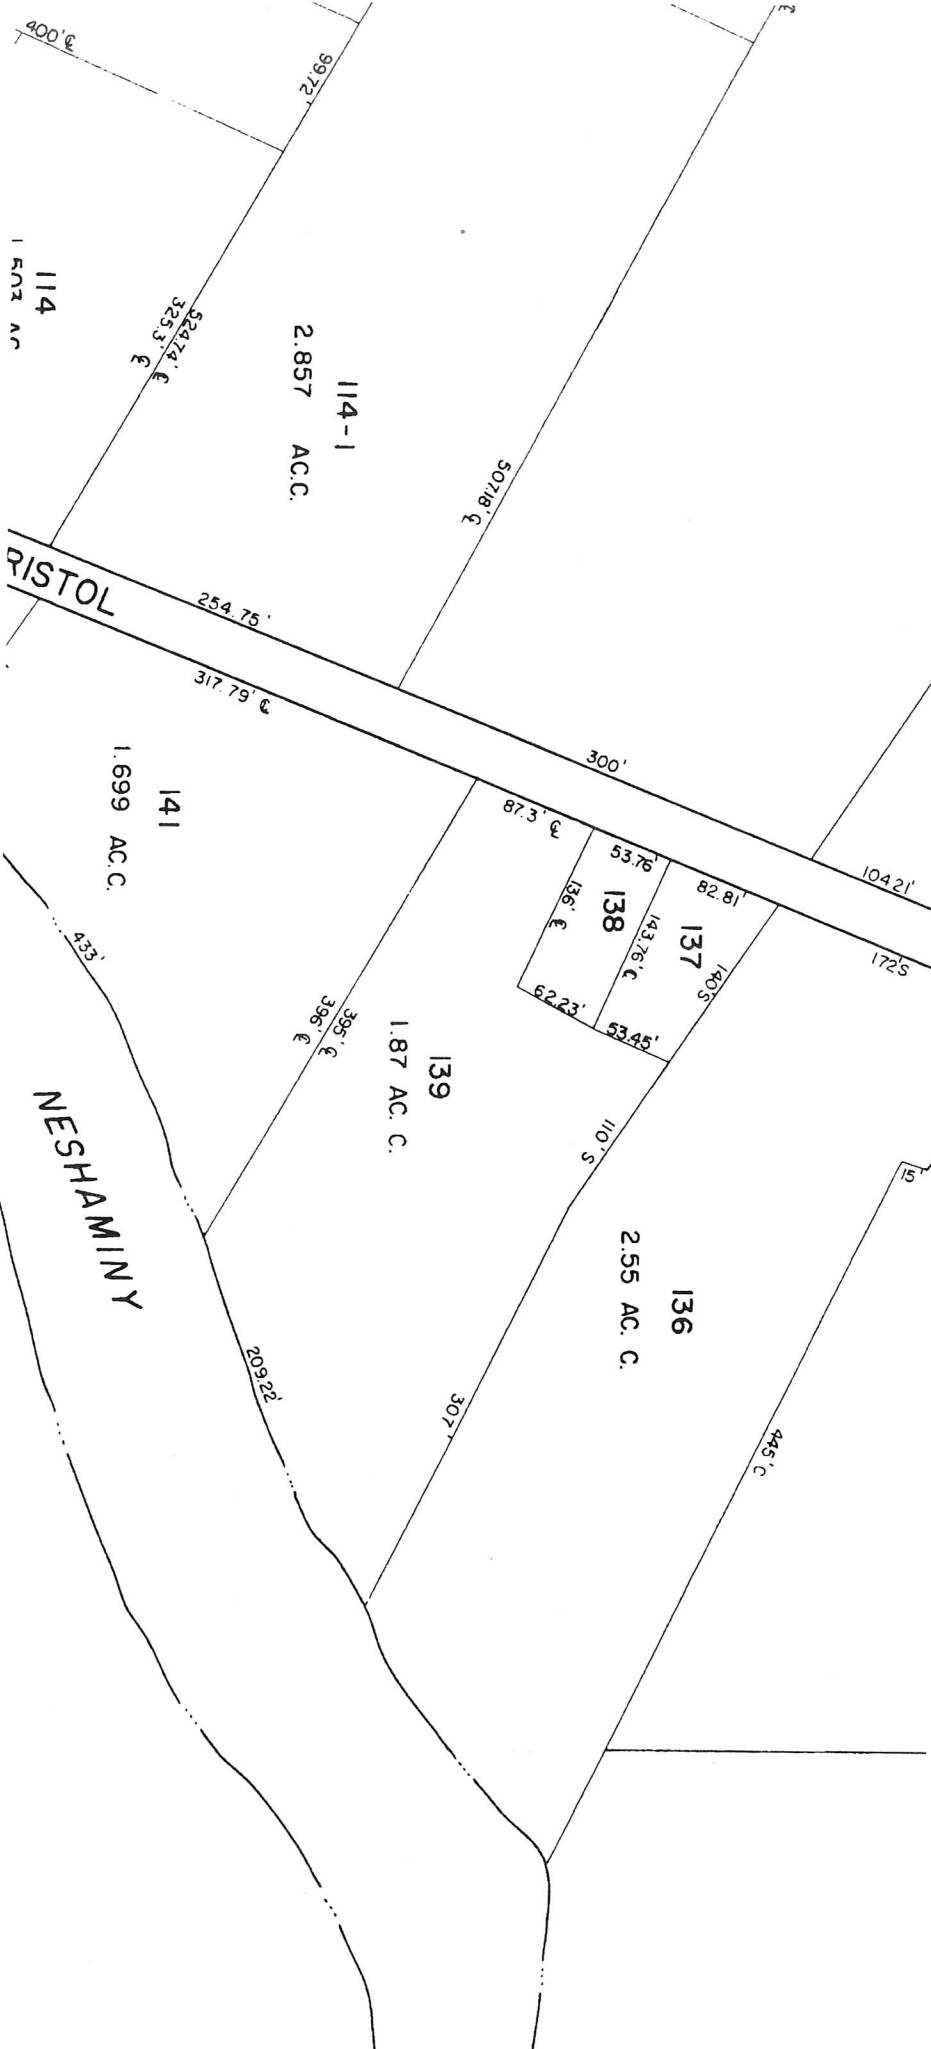 400' ℄
99.72'
114
524.74' ℄
325.3' ℄
114-1
2.857 AC.C.
507.18' ℄
RISTOL
254.75'
317.79' ℄
300'
104.21'
172'S
87.3' ℄
53.76'
82.81'
136' ℄
138
143.76' C
137
140'S
62.23'
53.45'
141
1.699 AC.C.
433'
395' ℄
396' ℄
139
1.87 AC. C.
110' S
15'
136
2.55 AC. C.
NESHAMINY
209.22'
307'
445' C